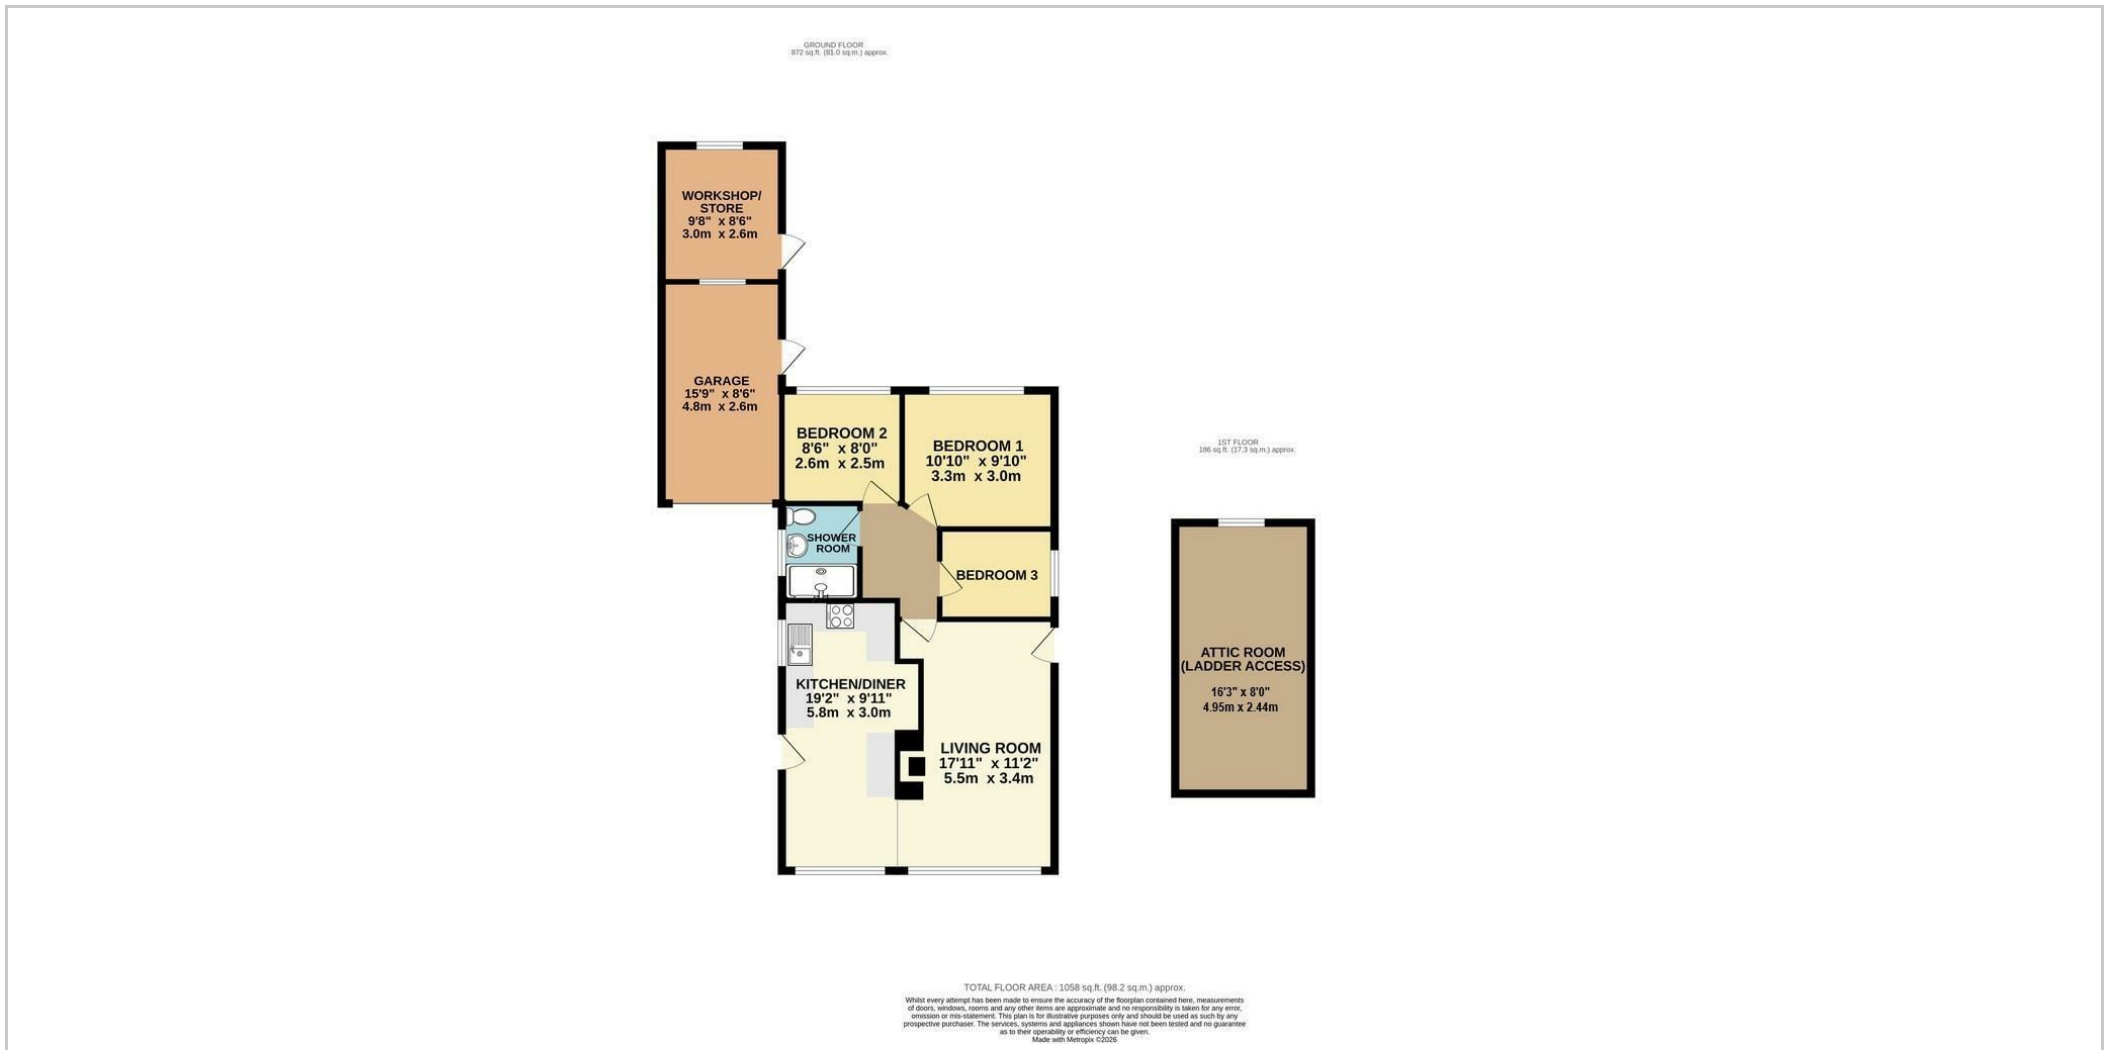 GROUND FLOOR
872 sq.ft. (81.0 sq.m.) approx.
WORKSHOP/
STORE
9'8" x 8'6"
3.0m x 2.6m
GARAGE
15'9" x 8'6"
4.8m x 2.6m
BEDROOM 2
8'6" x 8'0"
2.6m x 2.5m
BEDROOM 1
10'10" x 9'10"
3.3m x 3.0m
1ST FLOOR
186 sq.ft. (17.3 sq.m.) approx.
SHOWER
ROOM
BEDROOM 3
ATTIC ROOM
(LADDER ACCESS)
16'3" x 8'0"
4.95m x 2.44m
KITCHEN/DINER
19'2" x 9'11"
5.8m x 3.0m
LIVING ROOM
17'11" x 11'2"
5.5m x 3.4m
TOTAL FLOOR AREA : 1058 sq.ft. (98.2 sq.m.) approx.
Whilst every attempt has been made to ensure the accuracy of the floorplan contained here, measurements
of doors, windows, rooms and any other items are approximate and no responsibility is taken for any error,
omission or mis-statement. This plan is for illustrative purposes only and should be used as such by any
prospective purchaser. The services, systems and appliances shown have not been tested and no guarantee
as to their operability or efficiency can be given.
Made with Metropix ©2026